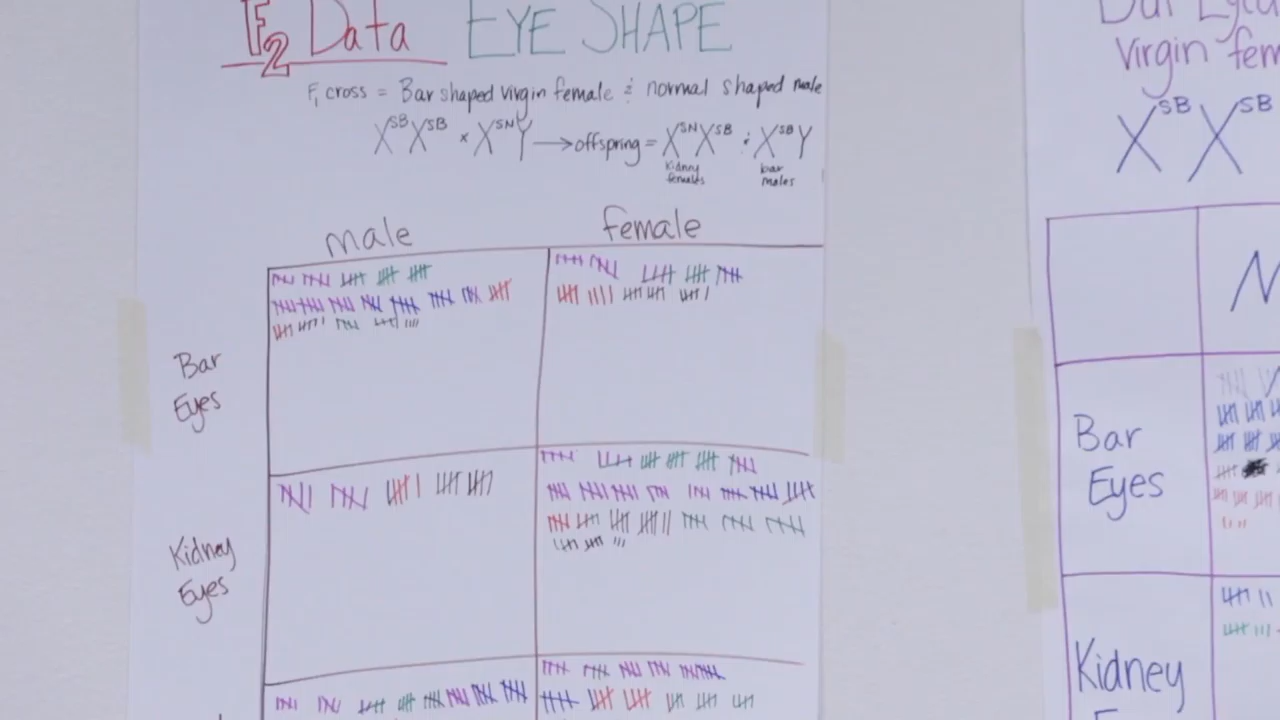 F2 Data EYE SHAPE
F1 cross = Bar shaped virgin female & normal shaped male
X^SB X^SB × X^SN Y → offspring = X^SN X^SB & X^SB Y
kidney females
bar males
male female
Bar Eyes
Kidney Eyes
Virgin
X^SB X^SB
N
Bar Eyes
Kidney